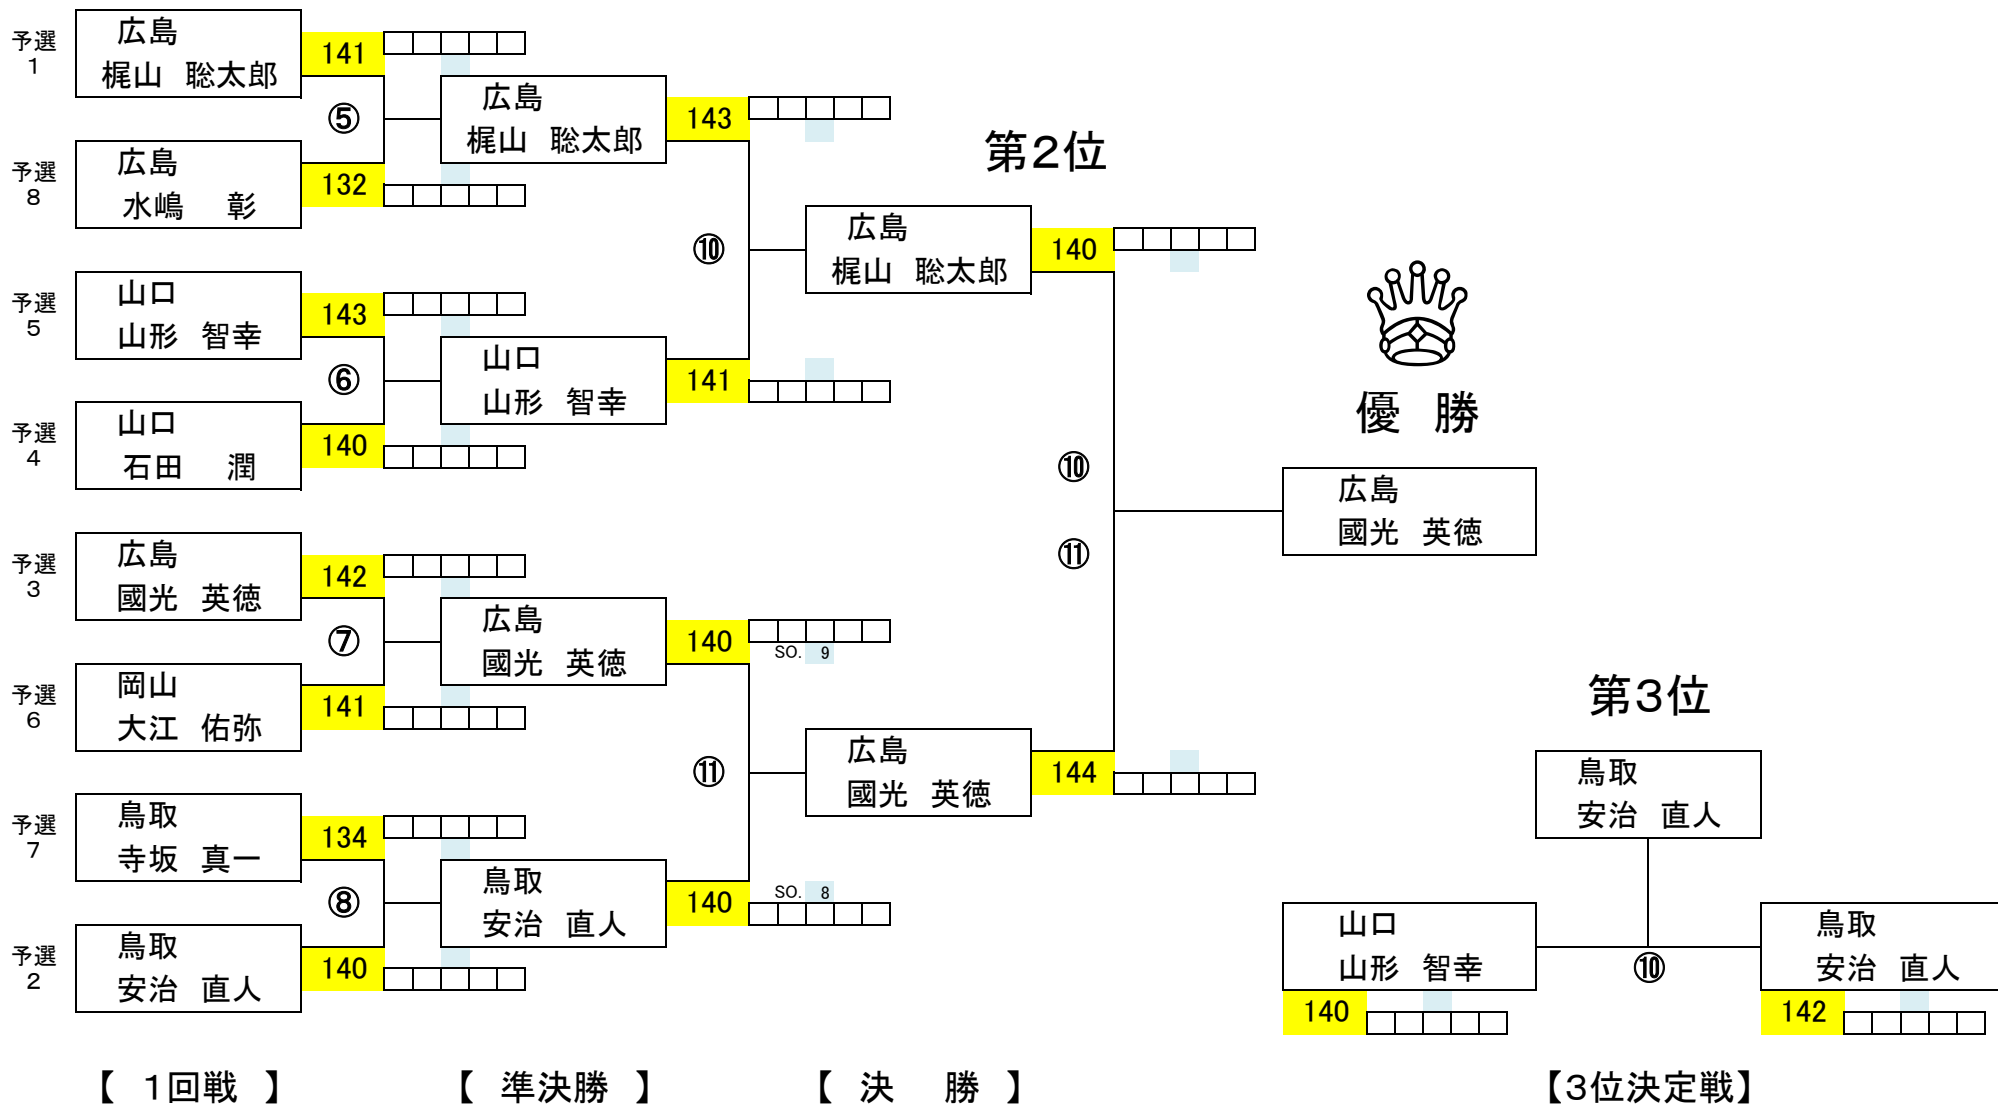 予選
1
広島
梶山 聡太郎
141
⑤
予選
8
広島
水嶋 彰
132
予選
5
山口
山形 智幸
143
⑥
予選
4
山口
石田 潤
140
予選
3
広島
國光 英徳
142
⑦
予選
6
岡山
大江 佑弥
141
予選
7
鳥取
寺坂 真一
134
⑧
予選
2
鳥取
安治 直人
140
広島
梶山 聡太郎
143
⑩
山口
山形 智幸
141
広島
國光 英徳
140
SO. 9
⑪
鳥取
安治 直人
140
SO. 8
第2位
広島
梶山 聡太郎
140
⑩
⑪
広島
國光 英徳
144
優 勝
広島
國光 英徳
第3位
鳥取
安治 直人
山口
山形 智幸
140
⑩
鳥取
安治 直人
142
【 1回戦 】
【 準決勝 】
【 決 勝 】
【3位決定戦】